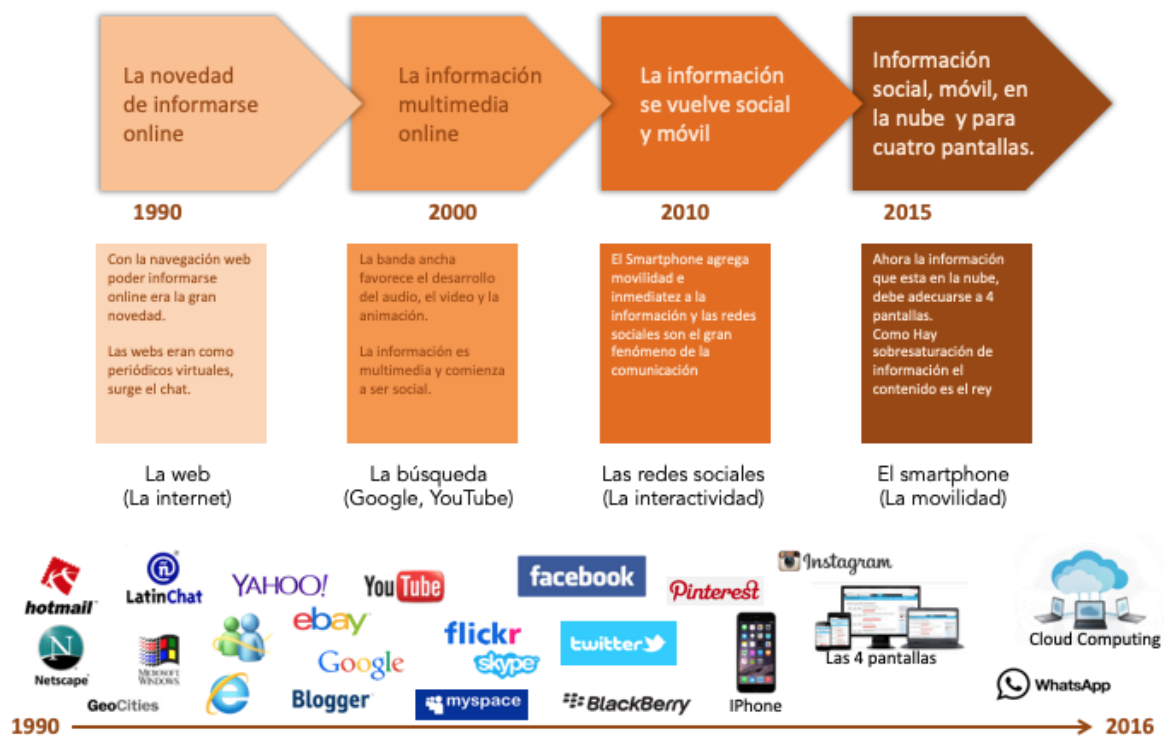 La novedad
de informarse
online
La información
multimedia
online
La información
se vuelve social
y móvil
Información
social, móvil, en
la nube y para
cuatro pantallas.
1990
2000
2010
2015
Con la navegación web
poder informarse
online era la gran
novedad.
Las webs eran como
periódicos virtuales,
surge el chat.
La banda ancha
favorece el desarrollo
del audio, el video y la
animación.
La información es
multimedia y comienza
a ser social.
El Smartphone agrega
movilidad e
inmediatez a la
información y las redes
sociales son el gran
fenómeno de la
comunicación
Ahora la información
que esta en la nube,
debe adecuarse a 4
pantallas.
Como Hay
sobresaturación de
información el
contenido es el rey
La web
(La internet)
La búsqueda
(Google, YouTube)
Las redes sociales
(La interactividad)
El smartphone
(La movilidad)
hotmail
ñ
LatinChat
YAHOO!
YouTube
facebook
Pinterest
Instagram
Cloud Computing
N
Netscape
MICROSOFT
WINDOWS
ebay
Google
flickr
skype
twitter
Las 4 pantallas
GeoCities
Blogger
myspace
BlackBerry
IPhone
WhatsApp
1990
2016